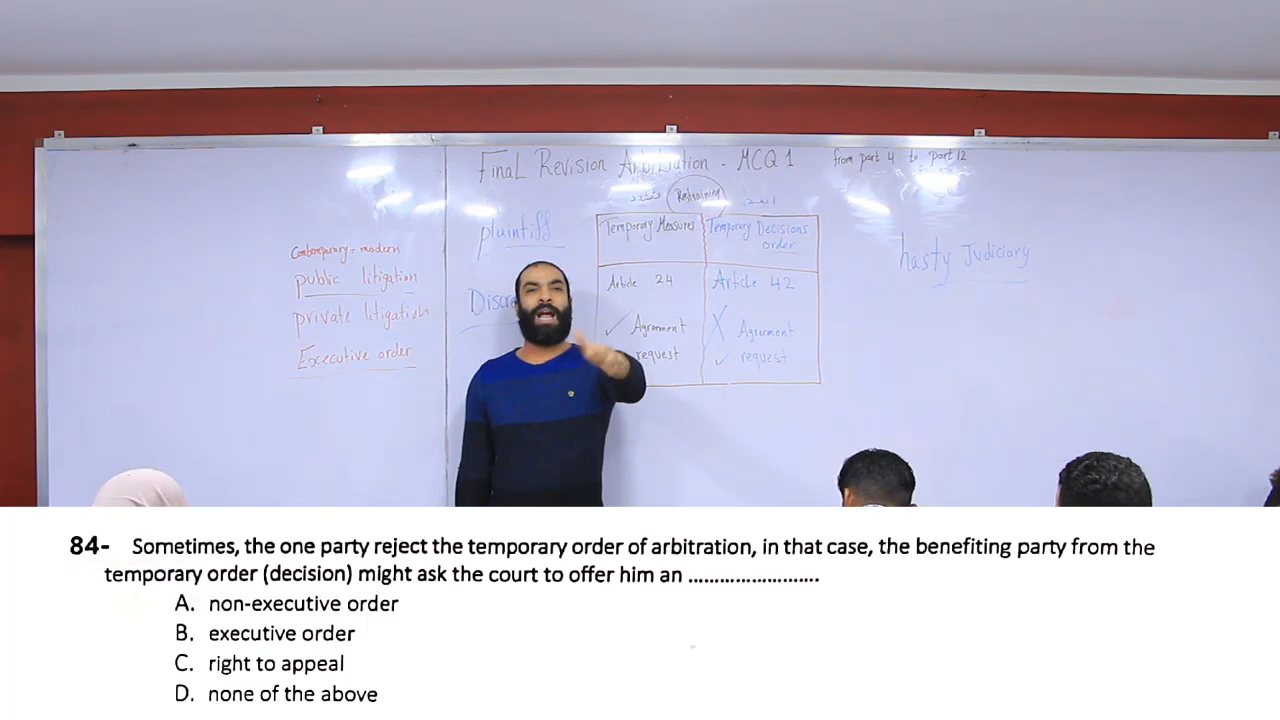 Final Revision Arbitration - MCQ 1 from part 4 to part 12
Restraining
plaintiff
Temporary Measures
Temporary Decisions
order
hasty Judiciary
Contemporary = modern
public litigation
private litigation
Executive order
Article 24
Article 42
✓ Agreement
request
X Agreement
✓ request
84- Sometimes, the one party reject the temporary order of arbitration, in that case, the benefiting party from the
temporary order (decision) might ask the court to offer him an ..........................
A. non-executive order
B. executive order
C. right to appeal
D. none of the above